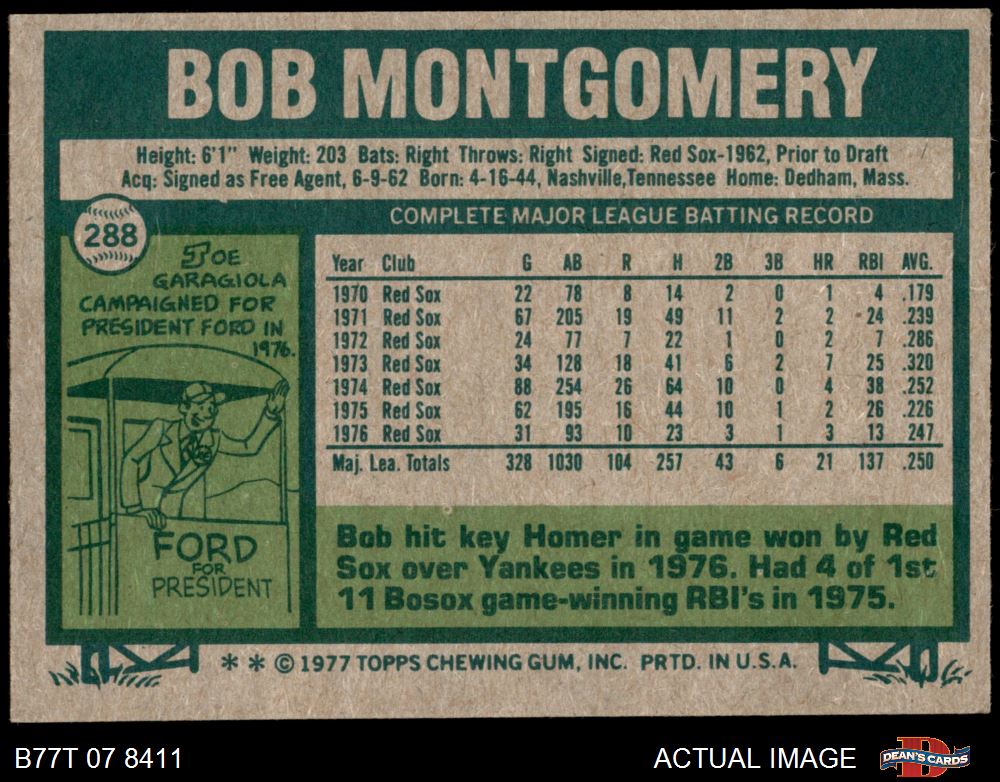 BOB MONTGOMERY
Height: 6'1" Weight: 203 Bats: Right Throws: Right Signed: Red Sox-1962, Prior to Draft
Acq: Signed as Free Agent, 6-9-62 Born: 4-16-44, Nashville,Tennessee Home: Dedham, Mass.
288
JOE
GARAGIOLA
CAMPAIGNED FOR
PRESIDENT FORD IN
1976.
FORD
FOR
PRESIDENT
COMPLETE MAJOR LEAGUE BATTING RECORD
Year Club G AB R H 2B 3B HR RBI AVG.
1970 Red Sox 22 78 8 14 2 0 1 4 .179
1971 Red Sox 67 205 19 49 11 2 2 24 .239
1972 Red Sox 24 77 7 22 1 0 2 7 .286
1973 Red Sox 34 128 18 41 6 2 7 25 .320
1974 Red Sox 88 254 26 64 10 0 4 38 .252
1975 Red Sox 62 195 16 44 10 1 2 26 .226
1976 Red Sox 31 93 10 23 3 1 3 13 .247
Maj. Lea. Totals 328 1030 104 257 43 6 21 137 .250
Bob hit key Homer in game won by Red
Sox over Yankees in 1976. Had 4 of 1st
11 Bosox game-winning RBI's in 1975.
* * © 1977 TOPPS CHEWING GUM, INC. PRTD. IN U.S.A.
B77T 07 8411
ACTUAL IMAGE
DEAN'S CARDS